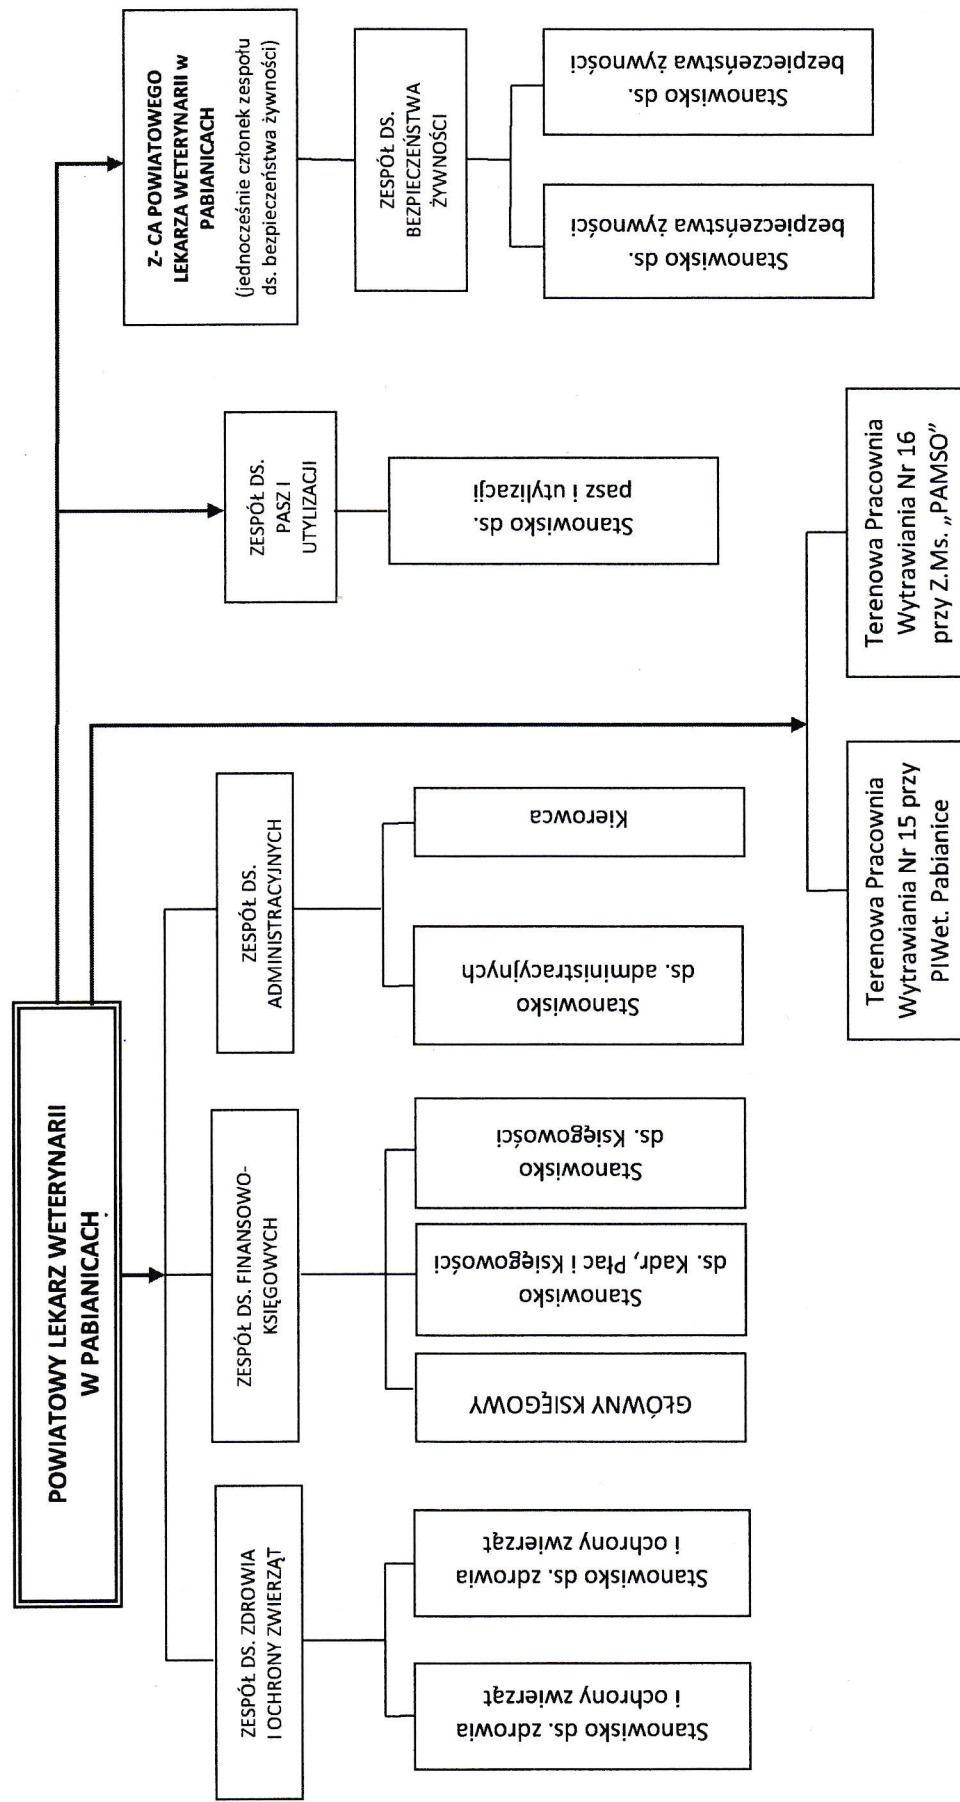 POWIATOWY LEKARZ WETERYNARII
W PABIANICACH
ZESPÓŁ DS. ZDROWIA
I OCHRONY ZWIERZĄT
Stanowisko ds. zdrowia
i ochrony zwierząt
Stanowisko ds. zdrowia
i ochrony zwierząt
ZESPÓŁ DS. FINANSOWO-
KSIĘGOWYCH
GŁÓWNY KSIĘGOWY
Stanowisko
ds. Kadr, Płac i Księgowości
Stanowisko
ds. Księgowości
ZESPÓŁ DS.
ADMINISTRACYJNYCH
Stanowisko
ds. administracyjnych
Kierowca
Terenowa Pracownia
Wytrawiania Nr 15 przy
PIWet. Pabianice
Terenowa Pracownia
Wytrawiania Nr 16
przy Z.Ms. „PAMSO”
ZESPÓŁ DS.
PASZ I
UTYLIZACJI
Stanowisko ds.
pasz i utylizacji
Z- CA POWIATOWEGO
LEKARZA WETERYNARII w
PABIANICACH
(jednocześnie członek zespołu
ds. bezpieczeństwa żywności)
ZESPÓŁ DS.
BEZPIECZEŃSTWA
ŻYWNOŚCI
Stanowisko ds.
bezpieczeństwa żywności
Stanowisko ds.
bezpieczeństwa żywności